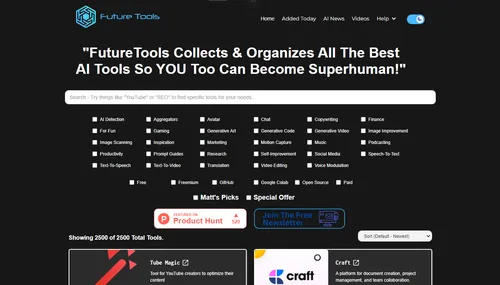 Future Tools
Home Added Today AI News Videos Help
"FutureTools Collects & Organizes All The Best
AI Tools So YOU Too Can Become Superhuman!"
Search - Try things like "YouTube" or "SEO" to find specific tools for your needs...
AI Detection Aggregators Avatar Chat Copywriting Finance
For Fun Gaming Generative Art Generative Code Generative Video Image Improvement
Image Scanning Inspiration Marketing Motion Capture Music Podcasting
Productivity Prompt Guides Research Self-Improvement Social Media Speech-To-Text
Text-To-Speech Text-To-Video Translation Video Editing Voice Modulation
Free Freemium GitHub Google Colab Open Source Paid
Matt's Picks Special Offer
FEATURED ON
Product Hunt
Join The Free
Newsletter
Showing 2500 of 2500 Total Tools.
Sort (Default - Newest)
Tube Magic
Tool for YouTube creators to optimize their
content
craft
Craft
A platform for document creation, project
management, and team collaboration